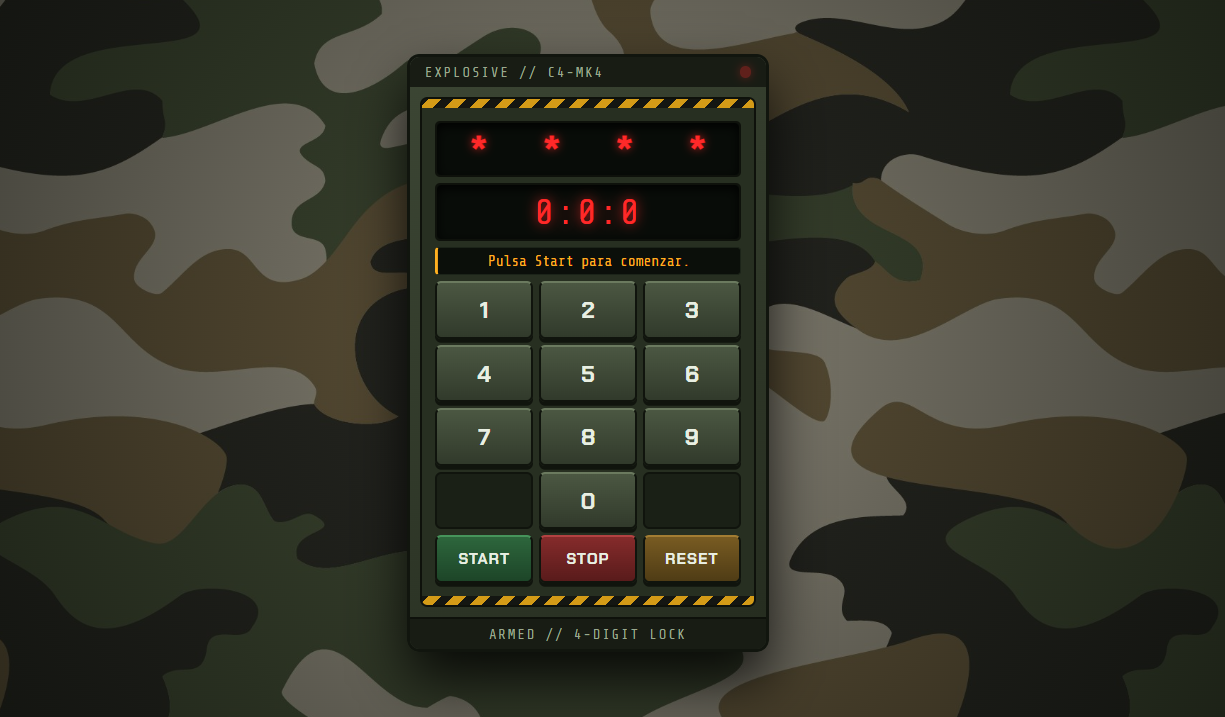 EXPLOSIVE // C4-MK4
* * * *
0:0:0
Pulsa Start para comenzar.
1 2 3
4 5 6
7 8 9
0
START STOP RESET
ARMED // 4-DIGIT LOCK